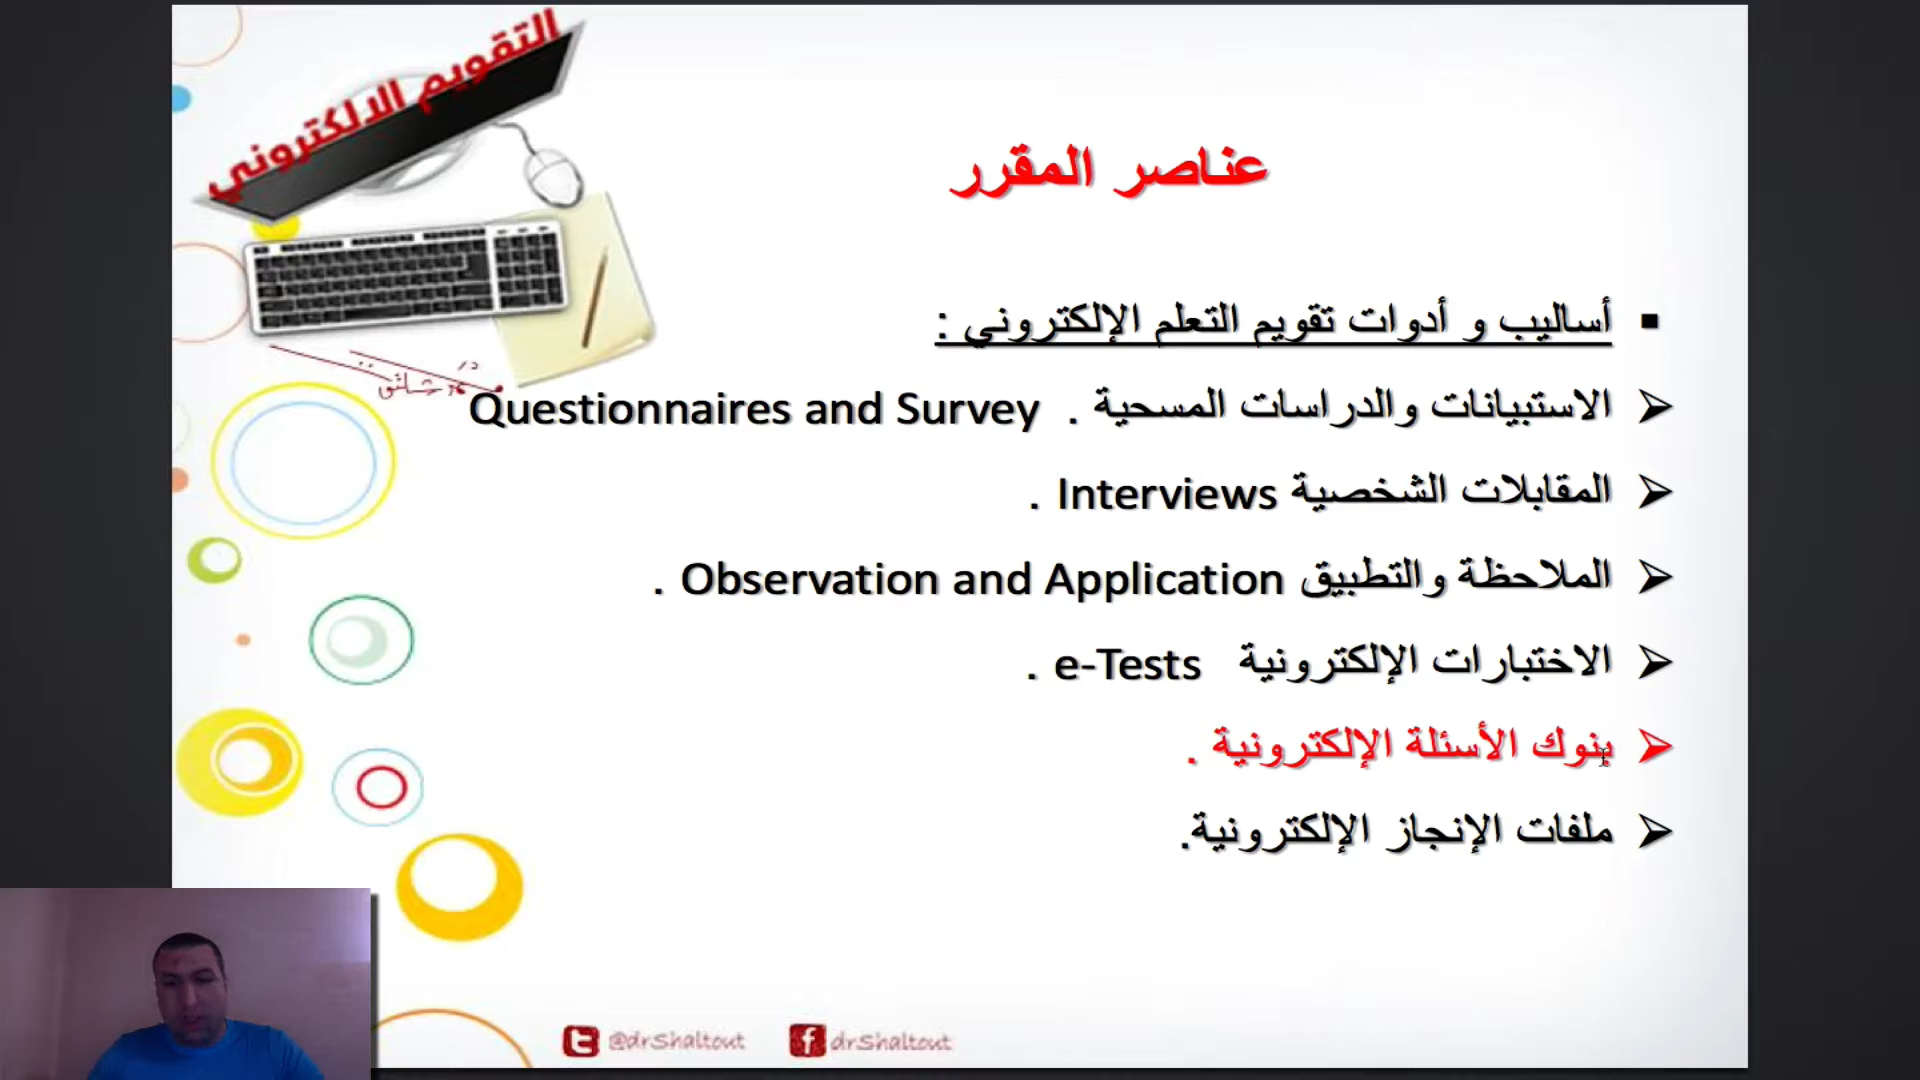 التقويم الالكتروني
عناصر المقرر
▪ أساليب و أدوات تقويم التعلم الإلكتروني :
➢ الاستبيانات والدراسات المسحية . Questionnaires and Survey
➢ المقابلات الشخصية Interviews .
➢ الملاحظة والتطبيق Observation and Application .
➢ الاختبارات الإلكترونية e-Tests .
➢ بنوك الأسئلة الإلكترونية .
➢ ملفات الإنجاز الإلكترونية.
@drShaltout
drShaltout